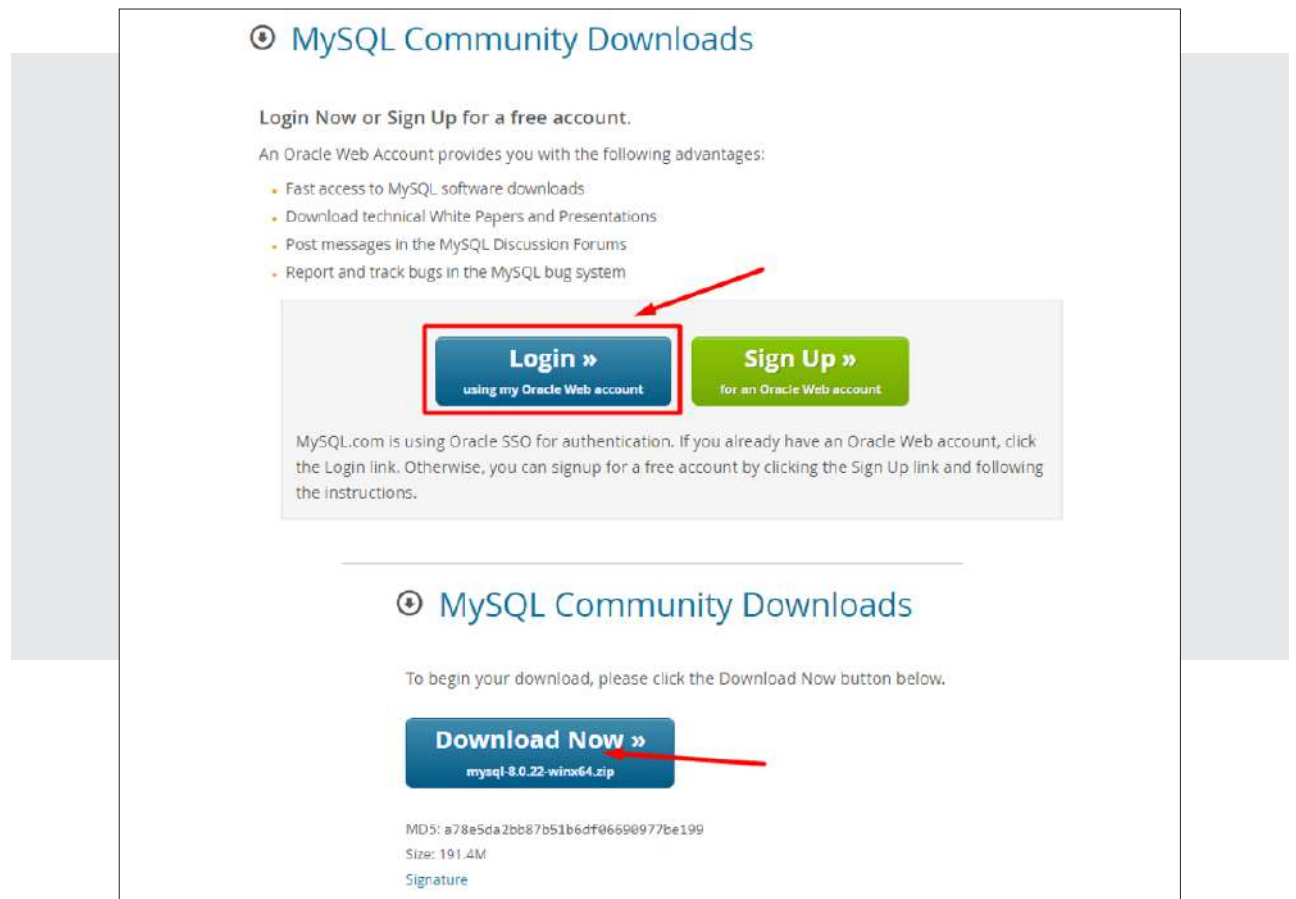 MySQL Community Downloads
Login Now or Sign Up for a free account.
An Oracle Web Account provides you with the following advantages:
Fast access to MySQL software downloads
Download technical White Papers and Presentations
Post messages in the MySQL Discussion Forums
Report and track bugs in the MySQL bug system
Login »
using my Oracle Web account
Sign Up »
for an Oracle Web account
MySQL.com is using Oracle SSO for authentication. If you already have an Oracle Web account, click
the Login link. Otherwise, you can signup for a free account by clicking the Sign Up link and following
the instructions.
MySQL Community Downloads
To begin your download, please click the Download Now button below.
Download Now »
mysql-8.0.22-winx64.zip
MD5: a78e5da2bb87b51b6df06690977be199
Size: 191.4M
Signature